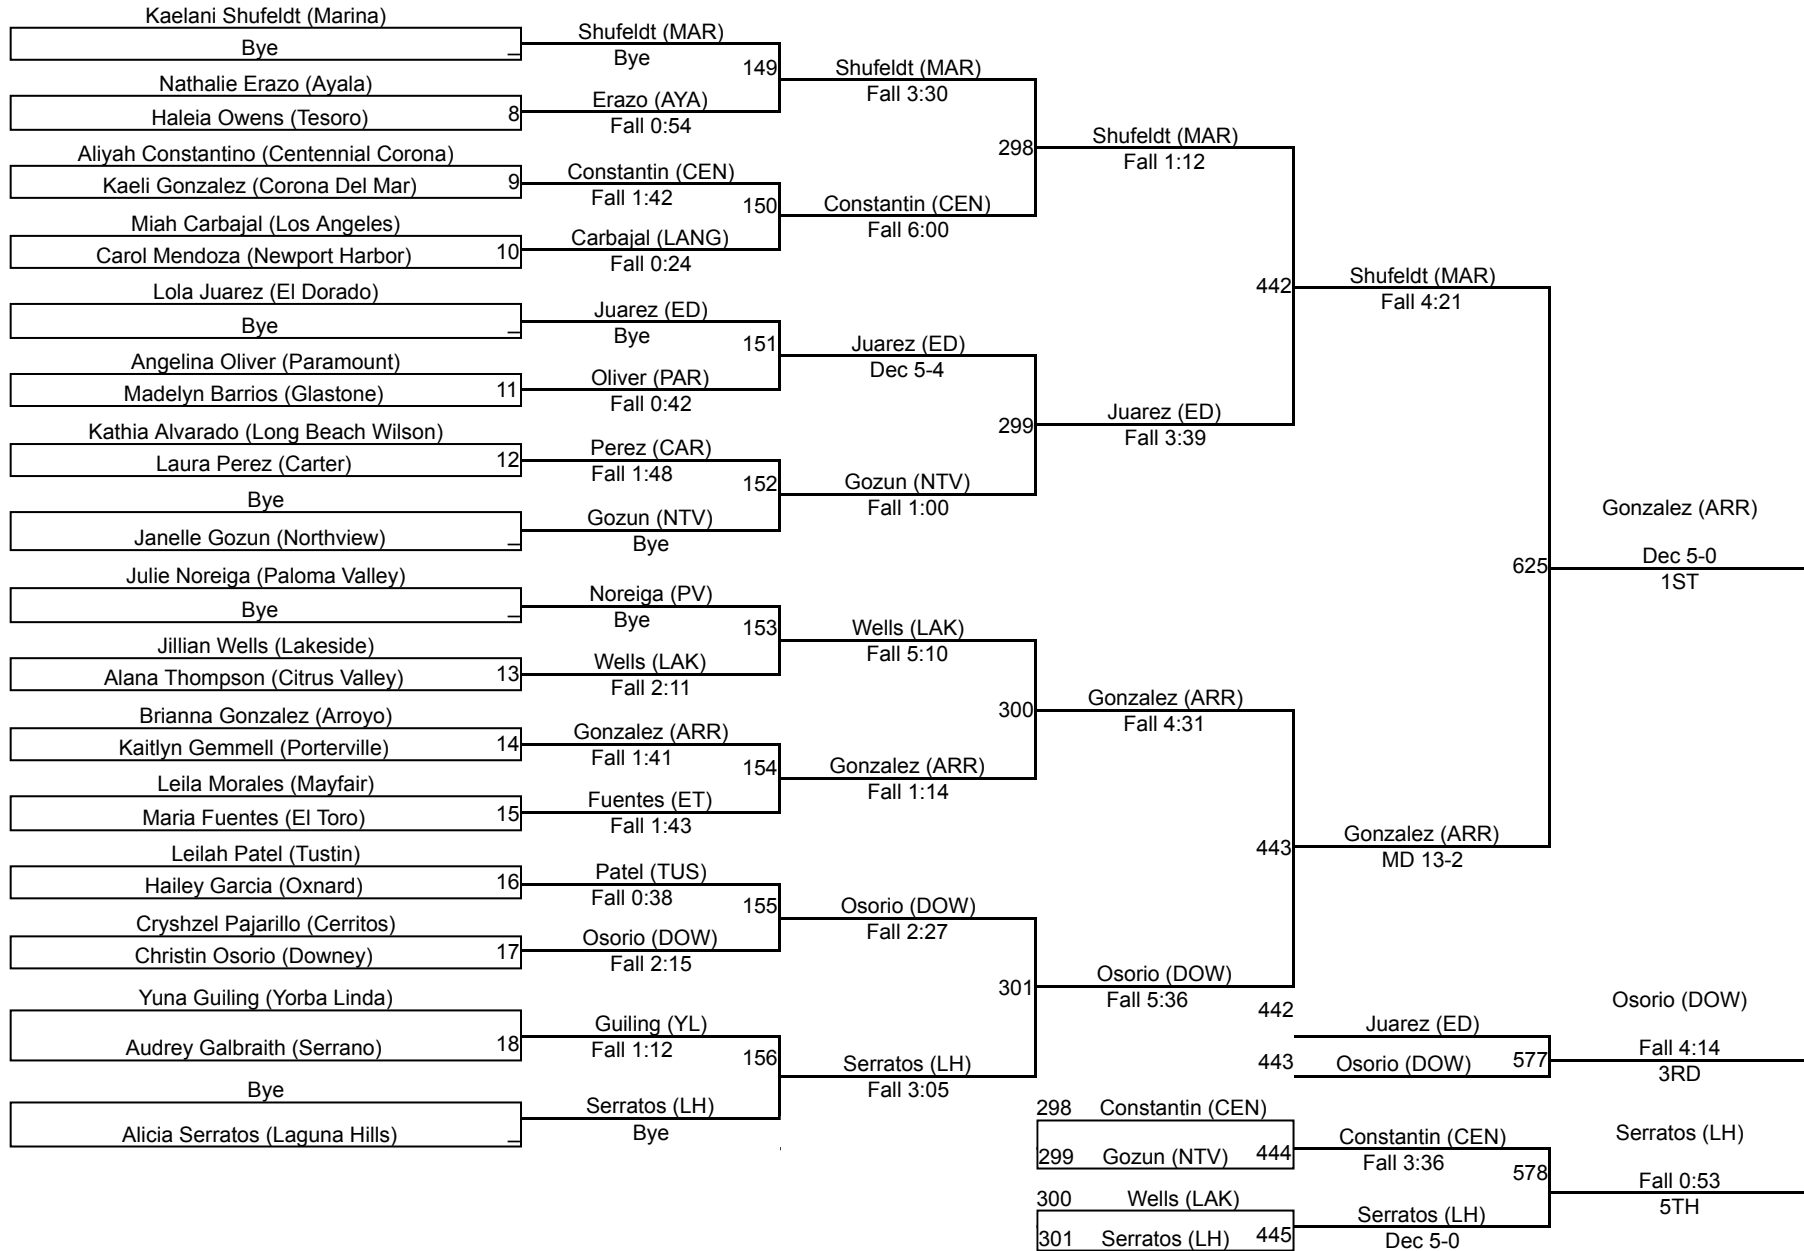 Kaelani Shufeldt (Marina)
Bye _
Nathalie Erazo (Ayala)
Haleia Owens (Tesoro) 8
Aliyah Constantino (Centennial Corona)
Kaeli Gonzalez (Corona Del Mar) 9
Miah Carbajal (Los Angeles)
Carol Mendoza (Newport Harbor) 10
Lola Juarez (El Dorado)
Bye _
Angelina Oliver (Paramount)
Madelyn Barrios (Glastone) 11
Kathia Alvarado (Long Beach Wilson)
Laura Perez (Carter) 12
Bye
Janelle Gozun (Northview) _
Julie Noreiga (Paloma Valley)
Bye _
Jillian Wells (Lakeside)
Alana Thompson (Citrus Valley) 13
Brianna Gonzalez (Arroyo)
Kaitlyn Gemmell (Porterville) 14
Leila Morales (Mayfair)
Maria Fuentes (El Toro) 15
Leilah Patel (Tustin)
Hailey Garcia (Oxnard) 16
Cryshzel Pajarillo (Cerritos)
Christin Osorio (Downey) 17
Yuna Guiling (Yorba Linda)
Audrey Galbraith (Serrano) 18
Bye
Alicia Serratos (Laguna Hills) _
Shufeldt (MAR)
Bye
149
Erazo (AYA)
Fall 0:54
Constantin (CEN)
Fall 1:42
150
Carbajal (LANG)
Fall 0:24
Juarez (ED)
Bye
151
Oliver (PAR)
Fall 0:42
Perez (CAR)
Fall 1:48
152
Gozun (NTV)
Bye
Noreiga (PV)
Bye
153
Wells (LAK)
Fall 2:11
Gonzalez (ARR)
Fall 1:41
154
Fuentes (ET)
Fall 1:43
Patel (TUS)
Fall 0:38
155
Osorio (DOW)
Fall 2:15
Guiling (YL)
Fall 1:12
156
Serratos (LH)
Bye
Shufeldt (MAR)
Fall 3:30
298
Constantin (CEN)
Fall 6:00
Juarez (ED)
Dec 5-4
299
Gozun (NTV)
Fall 1:00
Wells (LAK)
Fall 5:10
300
Gonzalez (ARR)
Fall 1:14
Osorio (DOW)
Fall 2:27
301
Serratos (LH)
Fall 3:05
Shufeldt (MAR)
Fall 1:12
442
Juarez (ED)
Fall 3:39
Gonzalez (ARR)
Fall 4:31
443
Osorio (DOW)
Fall 5:36
Shufeldt (MAR)
Fall 4:21
625
Gonzalez (ARR)
MD 13-2
Gonzalez (ARR)
Dec 5-0
1ST
442
Juarez (ED)
443 Osorio (DOW) 577
Osorio (DOW)
Fall 4:14
3RD
298 Constantin (CEN)
299 Gozun (NTV) 444
Constantin (CEN)
Fall 3:36
578
300 Wells (LAK)
301 Serratos (LH) 445
Serratos (LH)
Dec 5-0
Serratos (LH)
Fall 0:53
5TH